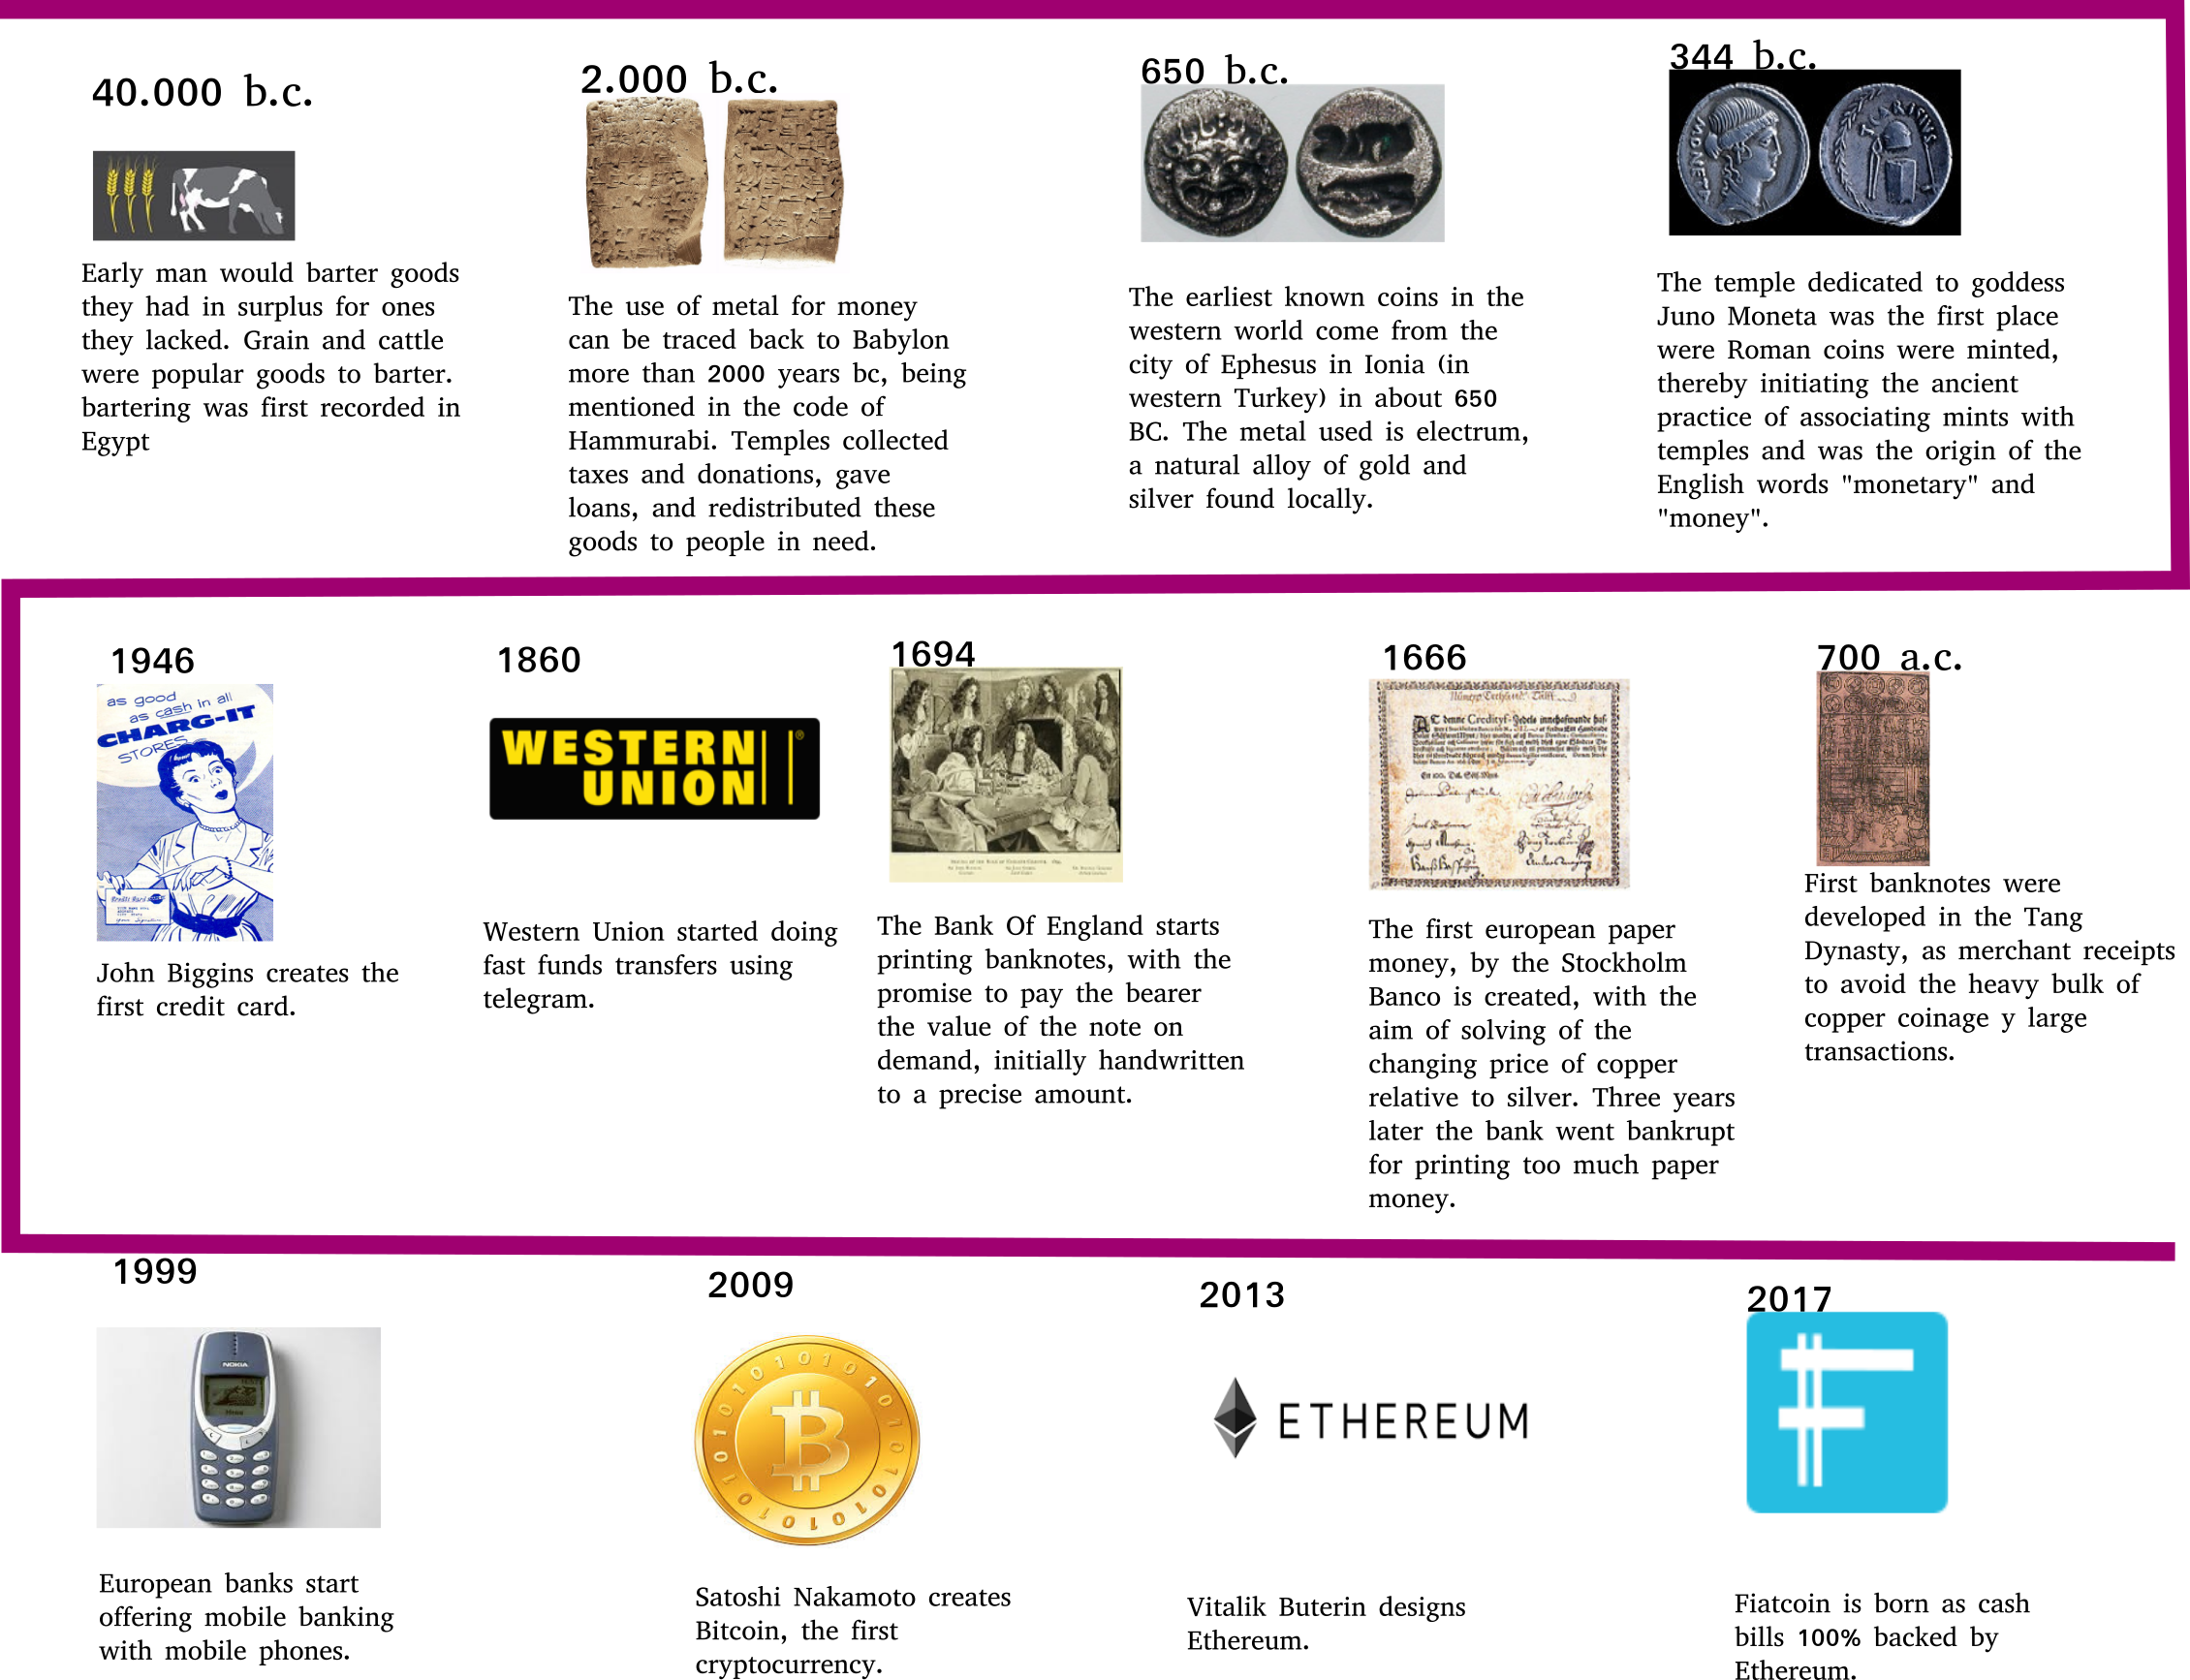 40.000 b.c.
Early man would barter goods
they had in surplus for ones
they lacked. Grain and cattle
were popular goods to barter.
bartering was first recorded in
Egypt
2.000 b.c.
The use of metal for money
can be traced back to Babylon
more than 2000 years bc, being
mentioned in the code of
Hammurabi. Temples collected
taxes and donations, gave
loans, and redistributed these
goods to people in need.
650 b.c.
The earliest known coins in the
western world come from the
city of Ephesus in Ionia (in
western Turkey) in about 650
BC. The metal used is electrum,
a natural alloy of gold and
silver found locally.
344 b.c.
MONETA
T·CARISIVS
The temple dedicated to goddess
Juno Moneta was the first place
were Roman coins were minted,
thereby initiating the ancient
practice of associating mints with
temples and was the origin of the
English words "monetary" and
"money".
1946
as good
as cash in all
CHARG-IT
STORES
John Biggins creates the
first credit card.
1860
WESTERN
UNION
®
Western Union started doing
fast funds transfers using
telegram.
1694
The Bank Of England starts
printing banknotes, with the
promise to pay the bearer
the value of the note on
demand, initially handwritten
to a precise amount.
1666
The first european paper
money, by the Stockholm
Banco is created, with the
aim of solving of the
changing price of copper
relative to silver. Three years
later the bank went bankrupt
for printing too much paper
money.
700 a.c.
First banknotes were
developed in the Tang
Dynasty, as merchant receipts
to avoid the heavy bulk of
copper coinage y large
transactions.
1999
NOKIA
European banks start
offering mobile banking
with mobile phones.
2009
Satoshi Nakamoto creates
Bitcoin, the first
cryptocurrency.
2013
ETHEREUM
Vitalik Buterin designs
Ethereum.
2017
Fiatcoin is born as cash
bills 100% backed by
Ethereum.